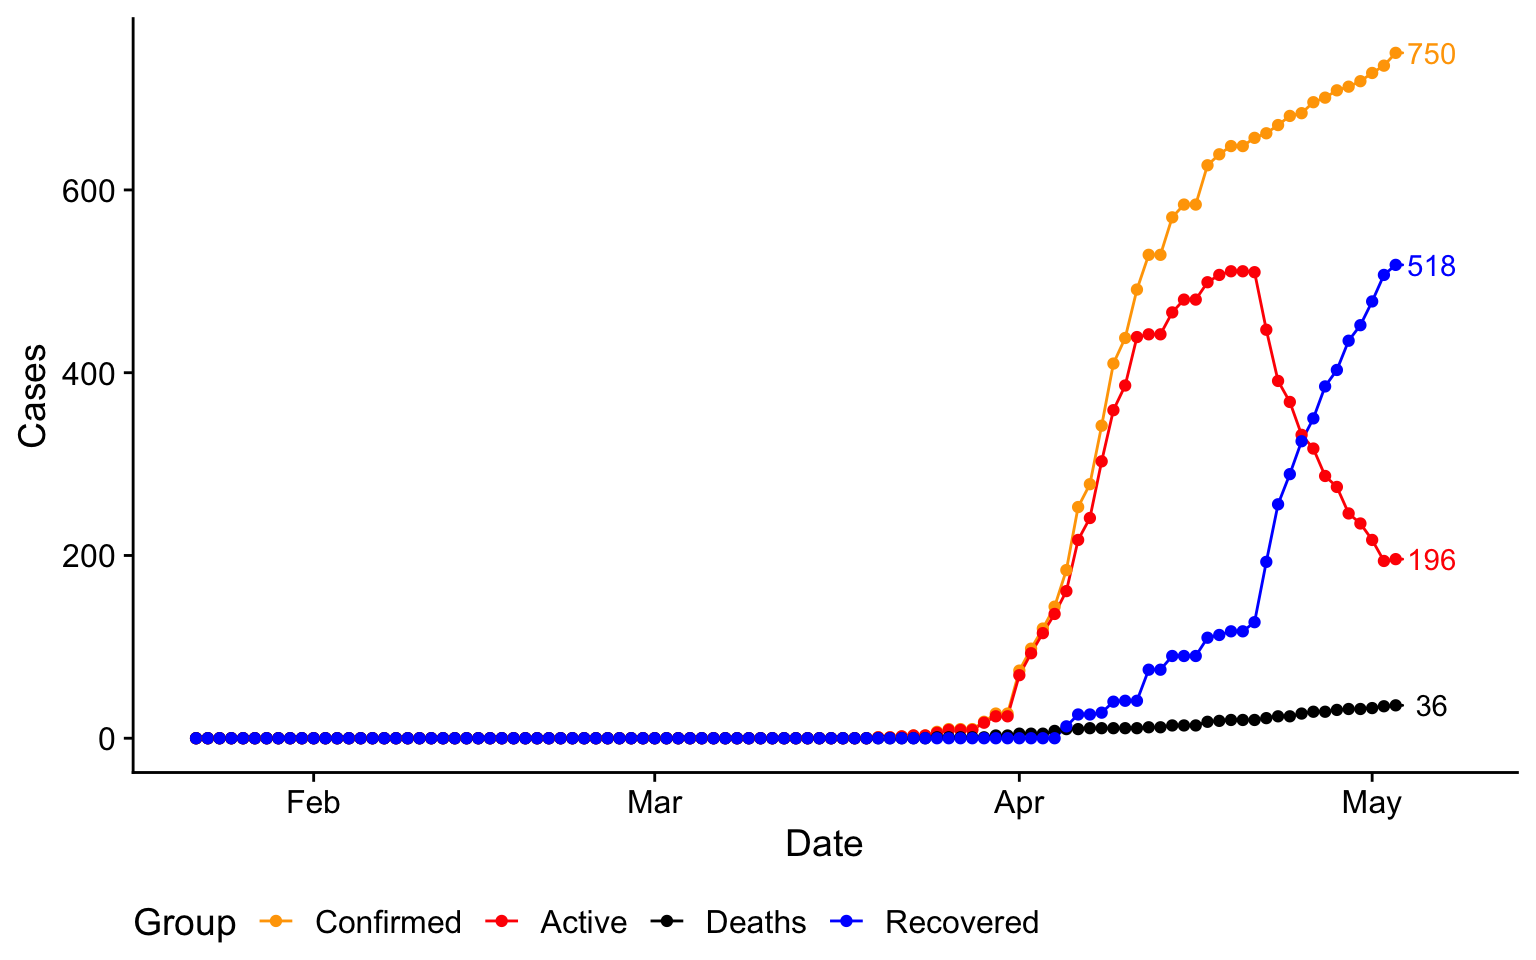 750
600
518
400
Cases
200
196
36
0
Feb Mar Apr May
Date
Group Confirmed Active Deaths Recovered